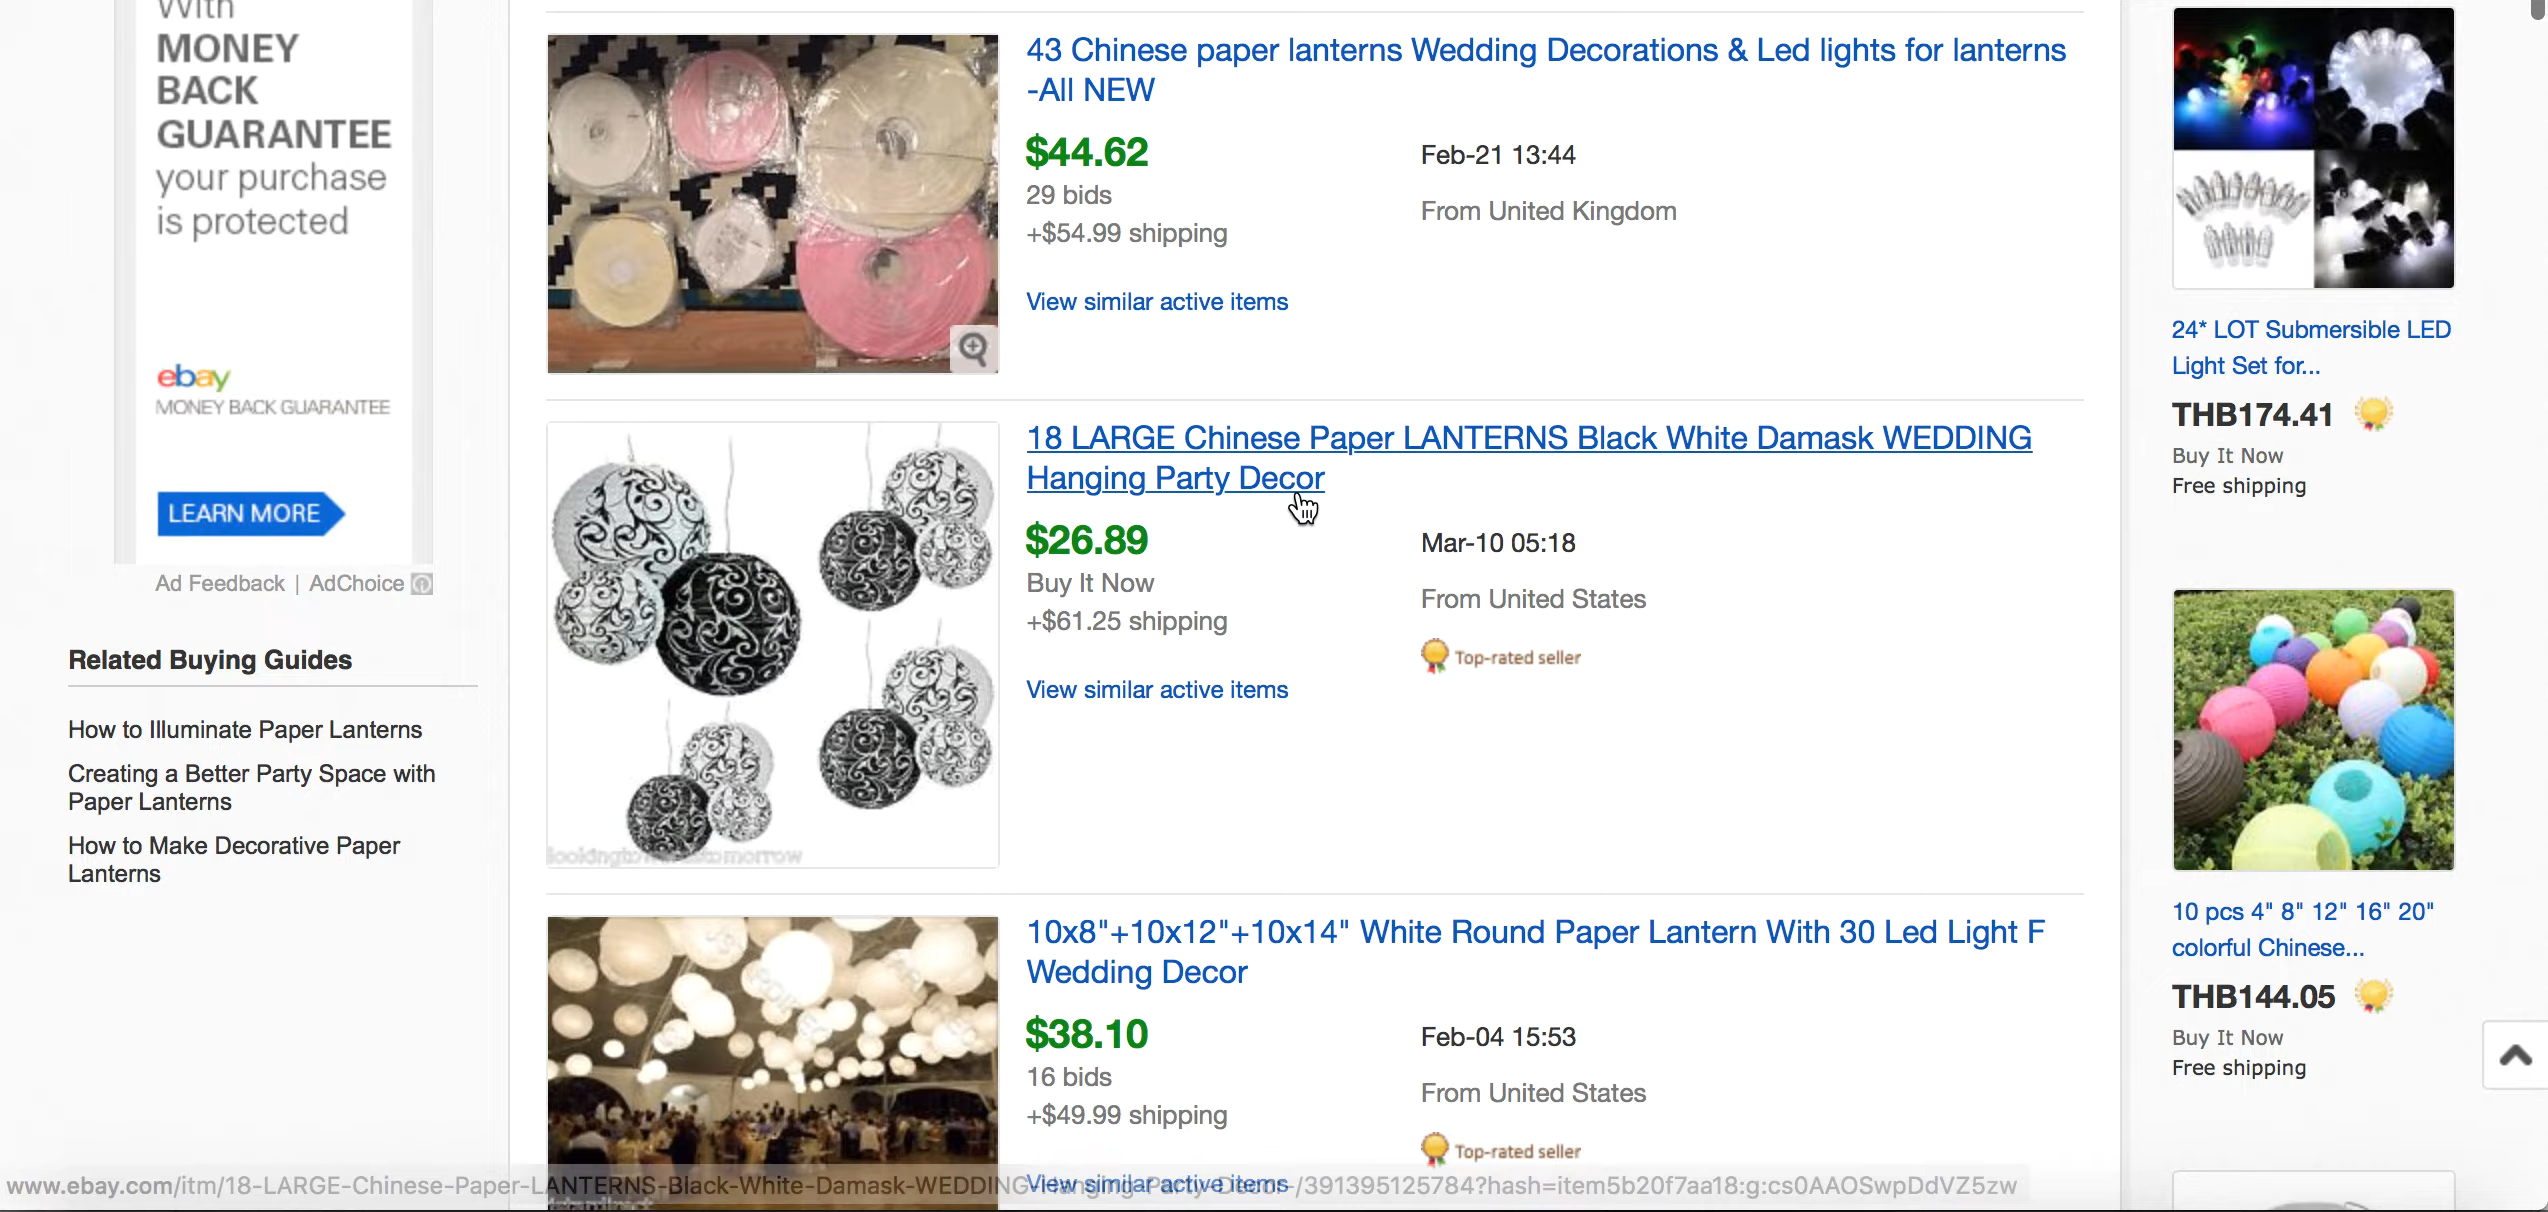 With
MONEY
BACK
GUARANTEE
your purchase
is protected
ebay
MONEY BACK GUARANTEE
LEARN MORE
Ad Feedback | AdChoice
Related Buying Guides
How to Illuminate Paper Lanterns
Creating a Better Party Space with
Paper Lanterns
How to Make Decorative Paper
Lanterns
43 Chinese paper lanterns Wedding Decorations & Led lights for lanterns
-All NEW
$44.62
Feb-21 13:44
29 bids
From United Kingdom
+$54.99 shipping
View similar active items
18 LARGE Chinese Paper LANTERNS Black White Damask WEDDING
Hanging Party Decor
$26.89
Mar-10 05:18
Buy It Now
From United States
+$61.25 shipping
Top-rated seller
View similar active items
10x8"+10x12"+10x14" White Round Paper Lantern With 30 Led Light F
Wedding Decor
$38.10
Feb-04 15:53
16 bids
From United States
+$49.99 shipping
Top-rated seller
View similar active items
24* LOT Submersible LED
Light Set for...
THB174.41
Buy It Now
Free shipping
10 pcs 4" 8" 12" 16" 20"
colorful Chinese...
THB144.05
Buy It Now
Free shipping
www.ebay.com/itm/18-LARGE-Chinese-Paper-LANTERNS-Black-White-Damask-WEDDING-Hanging-Party-Decor-/391395125784?hash=item5b20f7aa18:g:cs0AAOSwpDdVZ5zw